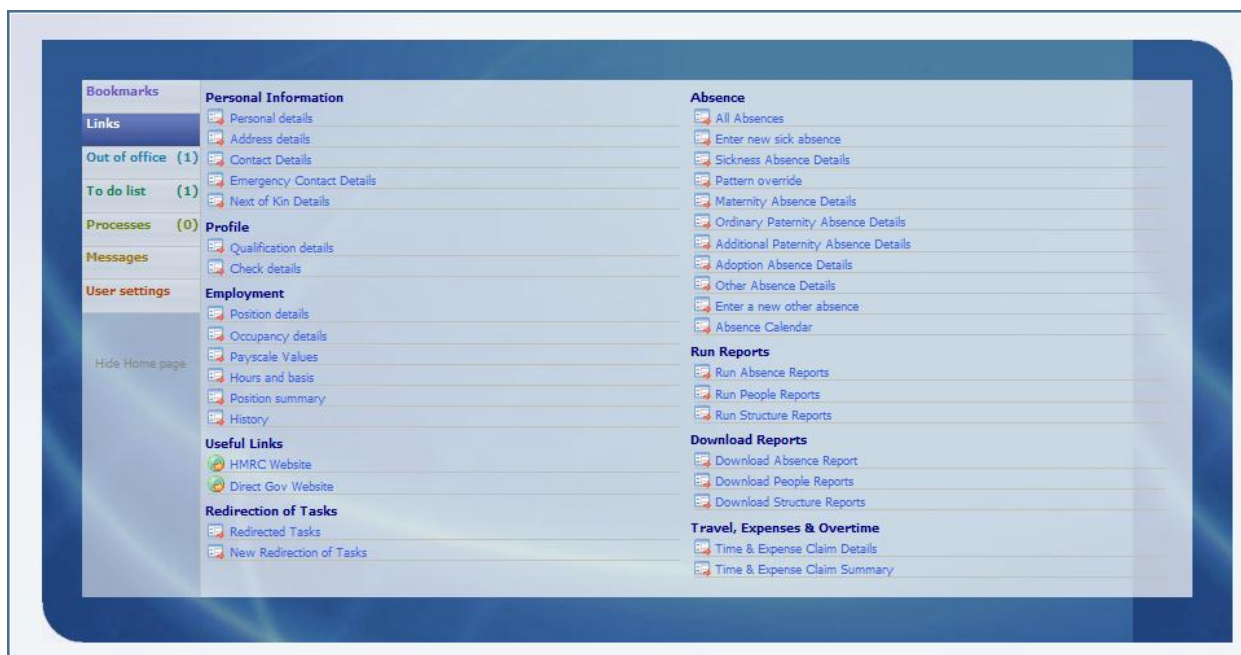 Bookmarks
Links
Out of office (1)
To do list (1)
Processes (0)
Messages
User settings
Hide Home page
Personal Information
Personal details
Address details
Contact Details
Emergency Contact Details
Next of Kin Details
Profile
Qualification details
Check details
Employment
Position details
Occupancy details
Payscale Values
Hours and basis
Position summary
History
Useful Links
HMRC Website
Direct Gov Website
Redirection of Tasks
Redirected Tasks
New Redirection of Tasks
Absence
All Absences
Enter new sick absence
Sickness Absence Details
Pattern override
Maternity Absence Details
Ordinary Paternity Absence Details
Additional Paternity Absence Details
Adoption Absence Details
Other Absence Details
Enter a new other absence
Absence Calendar
Run Reports
Run Absence Reports
Run People Reports
Run Structure Reports
Download Reports
Download Absence Report
Download People Reports
Download Structure Reports
Travel, Expenses & Overtime
Time & Expense Claim Details
Time & Expense Claim Summary